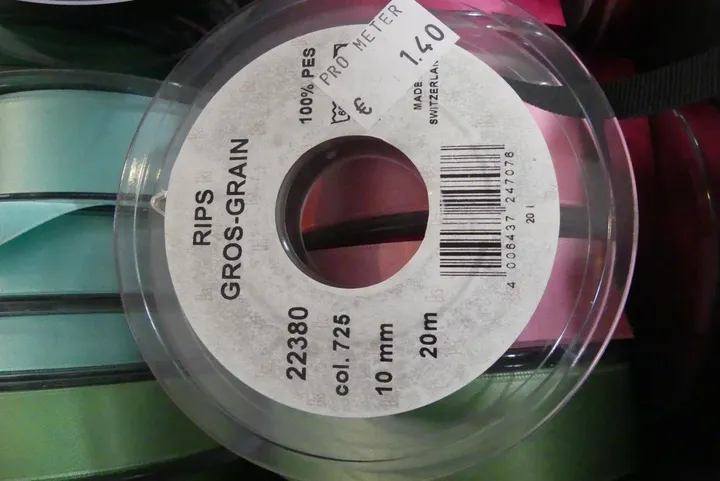 PRO METER
€ 1.40
100% PES
MADE
SWITZERLAN
RIPS
GROS-GRAIN
22380
col. 725
10 mm
20m
4 006437 247078
20 l